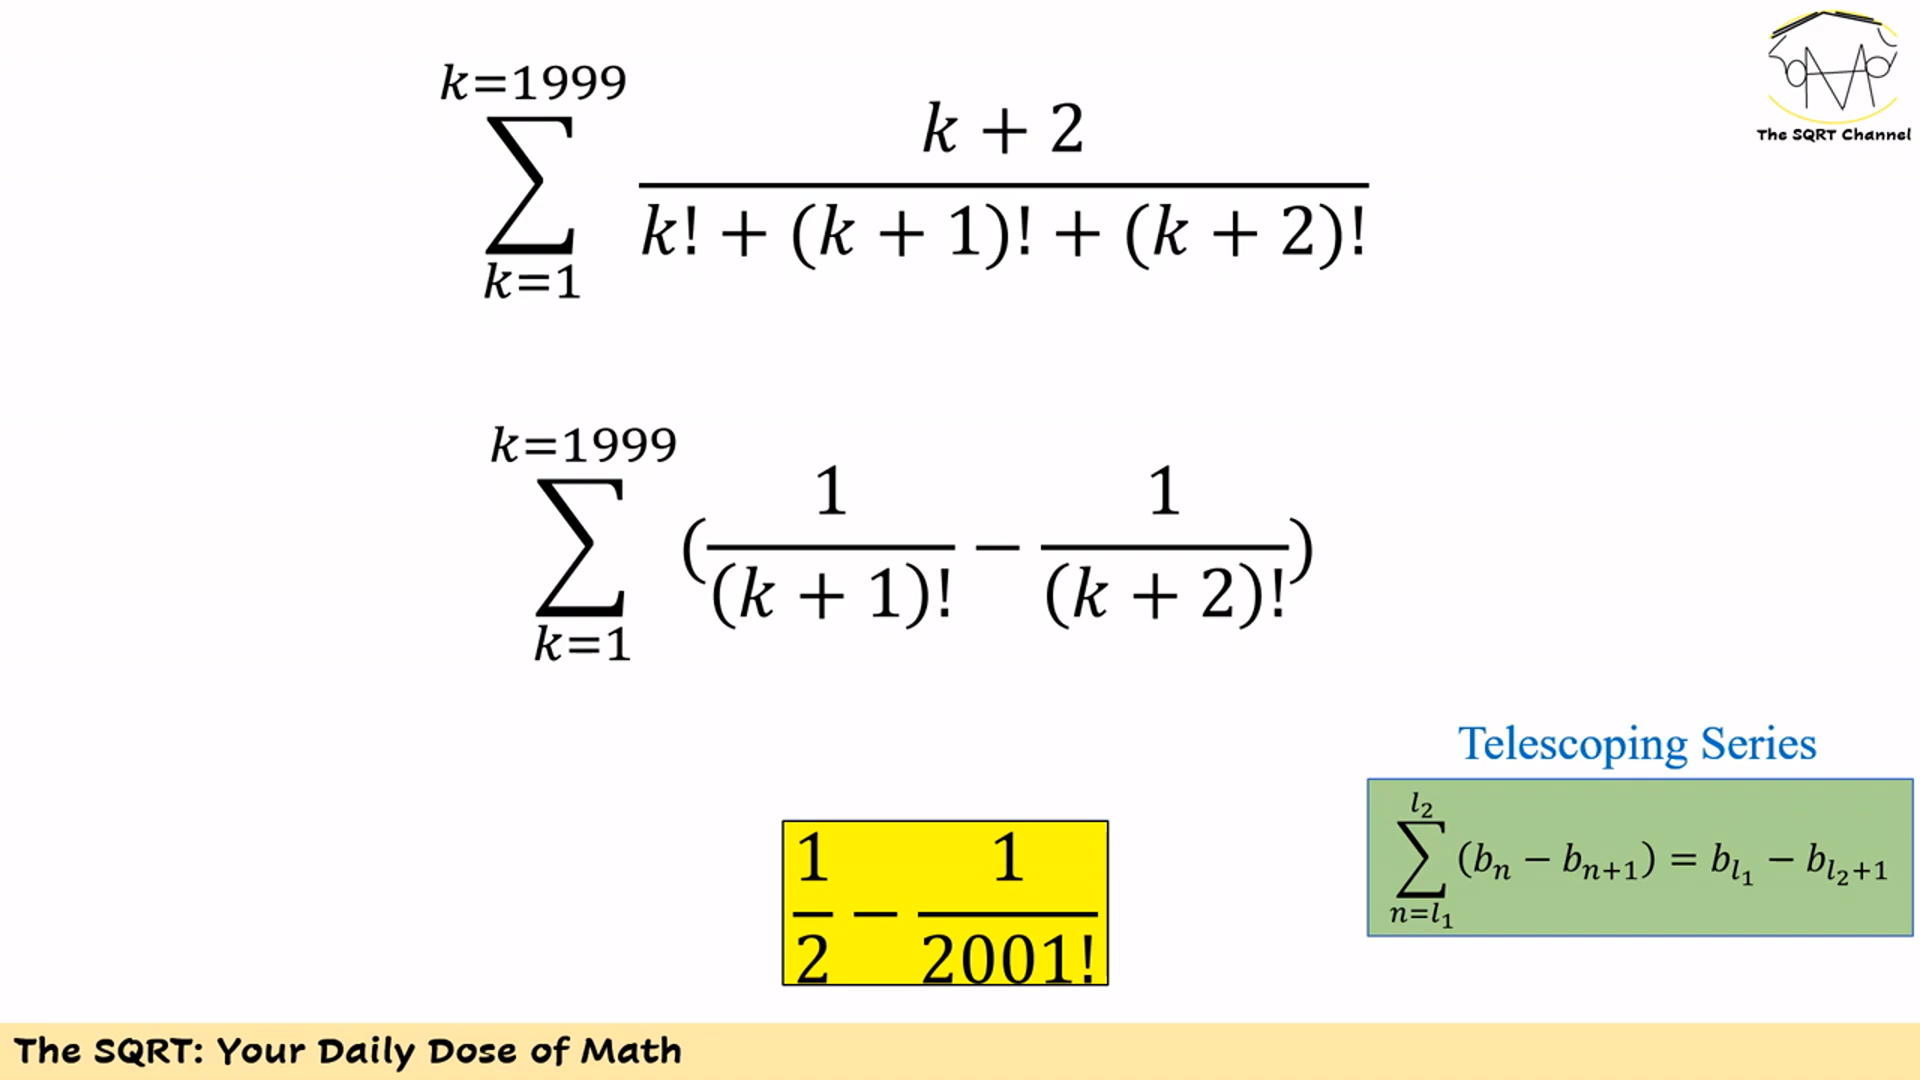 The SQRT Channel
k=1999
∑ k + 2 / k! + (k + 1)! + (k + 2)!
k=1
k=1999
∑ (1/(k + 1)! − 1/(k + 2)!)
k=1
Telescoping Series
l₂
∑ (bₙ − bₙ₊₁) = b_{l₁} − b_{l₂+1}
n=l₁
1/2 − 1/2001!
The SQRT: Your Daily Dose of Math